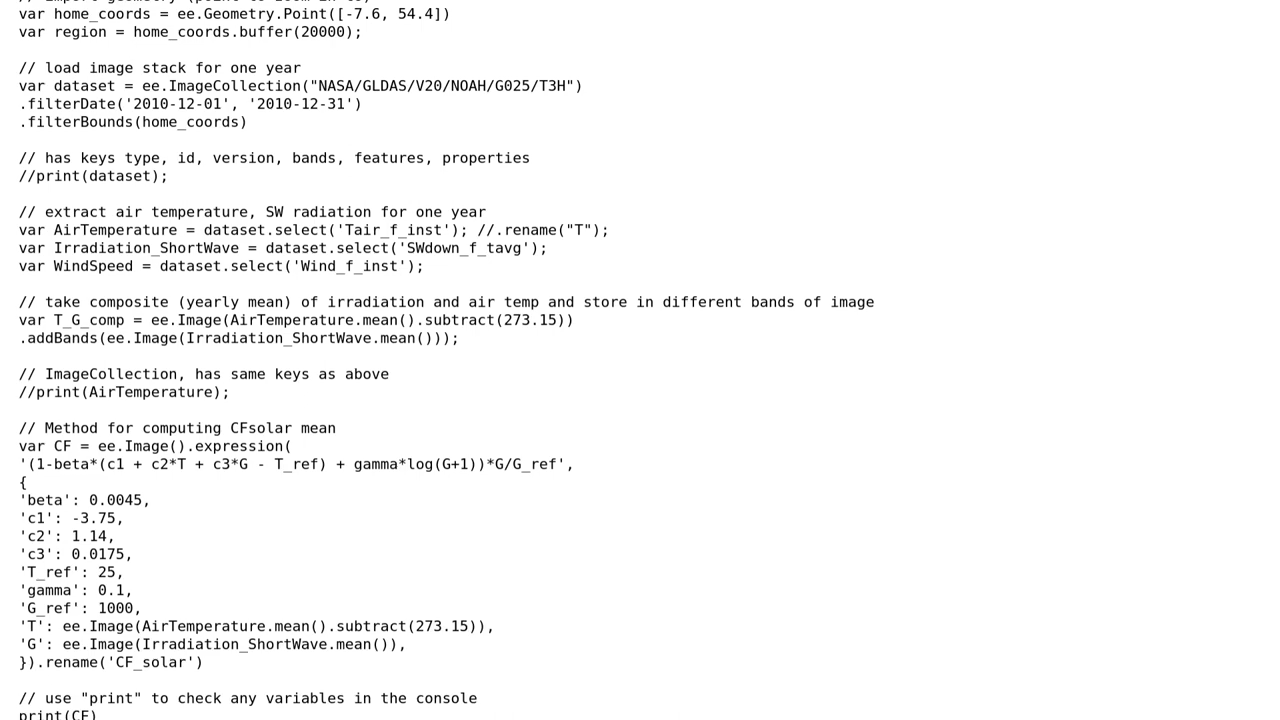 var home_coords = ee.Geometry.Point([-7.6, 54.4])
var region = home_coords.buffer(20000);
// load image stack for one year
var dataset = ee.ImageCollection("NASA/GLDAS/V20/NOAH/G025/T3H")
.filterDate('2010-12-01', '2010-12-31')
.filterBounds(home_coords)
// has keys type, id, version, bands, features, properties
//print(dataset);
// extract air temperature, SW radiation for one year
var AirTemperature = dataset.select('Tair_f_inst'); //.rename("T");
var Irradiation_ShortWave = dataset.select('SWdown_f_tavg');
var WindSpeed = dataset.select('Wind_f_inst');
// take composite (yearly mean) of irradiation and air temp and store in different bands of image
var T_G_comp = ee.Image(AirTemperature.mean().subtract(273.15))
.addBands(ee.Image(Irradiation_ShortWave.mean()));
// ImageCollection, has same keys as above
//print(AirTemperature);
// Method for computing CFsolar mean
var CF = ee.Image().expression(
'(1-beta*(c1 + c2*T + c3*G - T_ref) + gamma*log(G+1))*G/G_ref',
{
'beta': 0.0045,
'c1': -3.75,
'c2': 1.14,
'c3': 0.0175,
'T_ref': 25,
'gamma': 0.1,
'G_ref': 1000,
'T': ee.Image(AirTemperature.mean().subtract(273.15)),
'G': ee.Image(Irradiation_ShortWave.mean()),
}).rename('CF_solar')
// use "print" to check any variables in the console
print(CF)